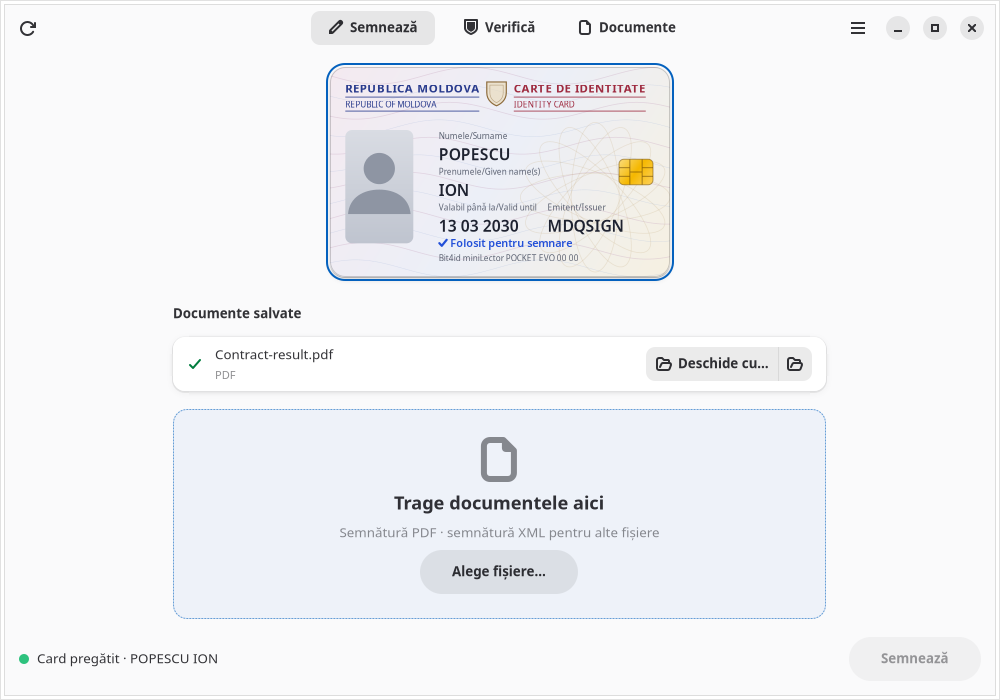 Semnează
Verifică
Documente
REPUBLICA MOLDOVA
REPUBLIC OF MOLDOVA
CARTE DE IDENTITATE
IDENTITY CARD
Numele/Surname
POPESCU
Prenumele/Given name(s)
ION
Valabil până la/Valid until
Emitent/Issuer
13 03 2030
MDQSIGN
Folosit pentru semnare
Bit4id miniLector POCKET EVO 00 00
Documente salvate
Contract-result.pdf
PDF
Deschide cu...
Trage documentele aici
Semnătură PDF · semnătură XML pentru alte fișiere
Alege fișiere...
Card pregătit · POPESCU ION
Semnează